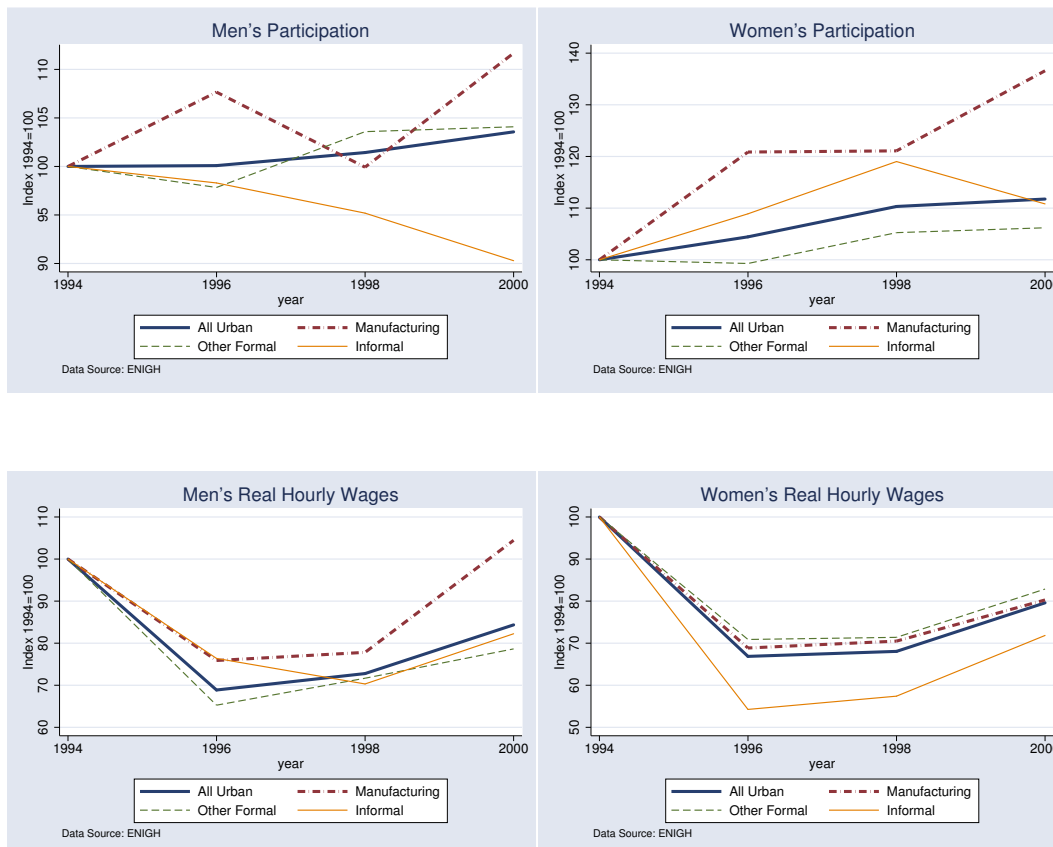 Men's Participation
Index 1994=100
110
105
100
95
90
1994 1996 1998 2000
year
All Urban Manufacturing
Other Formal Informal
Data Source: ENIGH
Women's Participation
Index 1994=100
140
130
120
110
100
1994 1996 1998 2000
year
All Urban Manufacturing
Other Formal Informal
Data Source: ENIGH
Men's Real Hourly Wages
Index 1994=100
110
100
90
80
70
60
1994 1996 1998 2000
year
All Urban Manufacturing
Other Formal Informal
Data Source: ENIGH
Women's Real Hourly Wages
Index 1994=100
100
90
80
70
60
50
1994 1996 1998 2000
year
All Urban Manufacturing
Other Formal Informal
Data Source: ENIGH